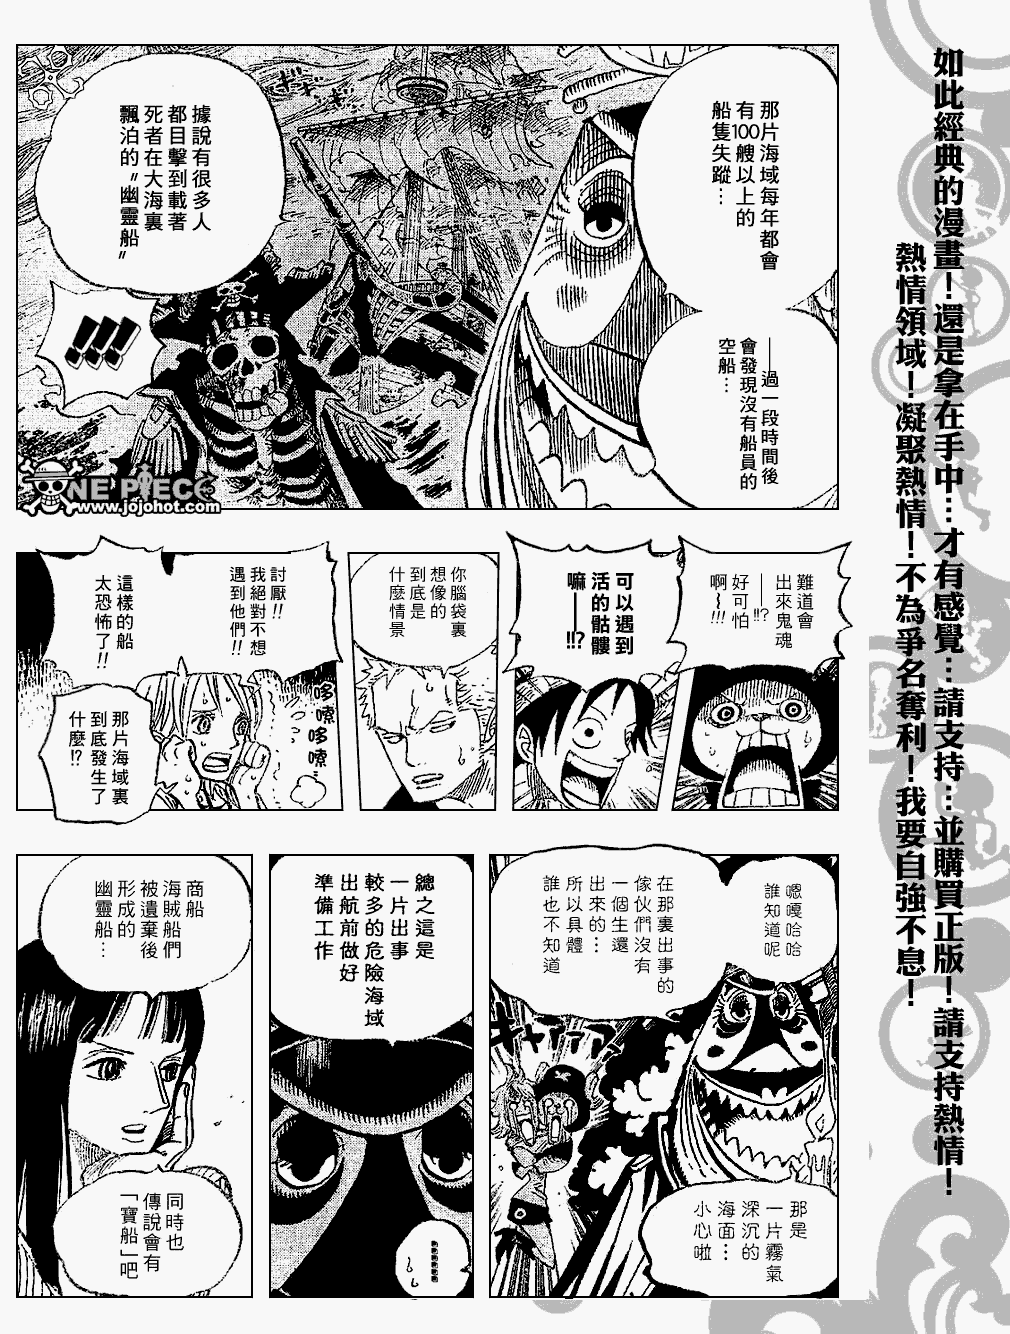 那片海域每年都會
有100艘以上的
船隻失蹤…
——過一段時間後
會發現沒有船員的
空船…
據說有很多人
都目擊到載著
死者在大海裏
飄泊的〝幽靈船〞
!!!
ONE PIECE
www.jojohot.com
難道會
出來鬼魂
——!!?
好可怕
啊~!!!
可以遇到
活的骷髏
嘛——!!?
你腦袋裏
想像的
到底是
什麼情景
討厭!!
我絕對不想
遇到他們!!
這樣的船
太恐怖了!!
哆嗦哆嗦…
那片海域裏
到底發生了
什麼!?
嗯嘎哈哈
誰知道呢
在那裏出事的
傢伙們沒有
一個生還
出來的…
所以具體
誰也不知道
那是
一片霧氣
深沉的
海面…
小心啦
總之這是
一片出事
較多的危險海域
出航前做好
準備工作
商船
海賊船們
被遺棄後
形成的
幽靈船…
同時也
傳說會有
「寶船」吧
如此經典的漫畫！還是拿在手中…才有感覺…請支持…並購買正版！請支持熱情！
熱情領域！凝聚熱情！不為爭名奪利！我要自強不息！